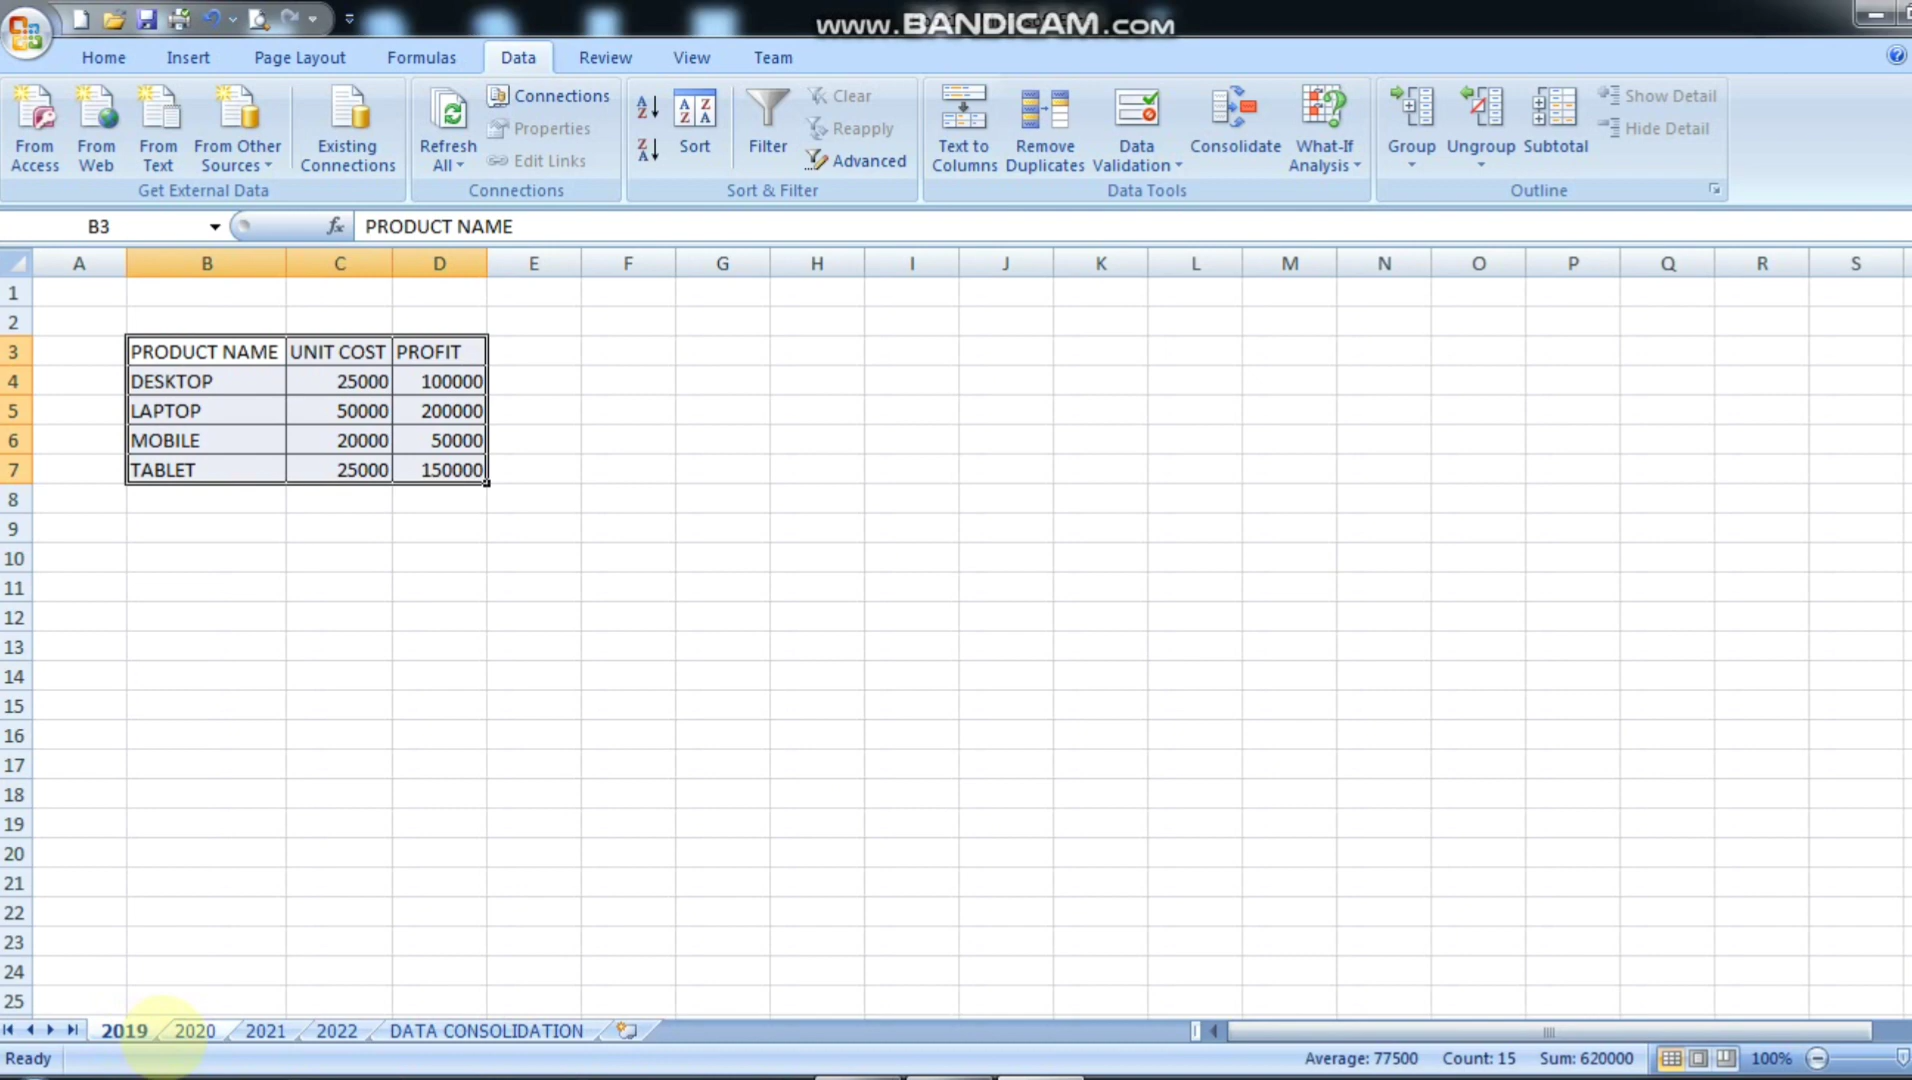 www.BANDICAM.com
Home Insert Page Layout Formulas Data Review View Team
From Access
From Web
From Text
From Other Sources
Existing Connections
Get External Data
Refresh All
Connections
Properties
Edit Links
Connections
Sort
Filter
Clear
Reapply
Advanced
Sort & Filter
Text to Columns
Remove Duplicates
Data Validation
Consolidate
What-If Analysis
Data Tools
Group
Ungroup
Subtotal
Show Detail
Hide Detail
Outline
B3 fx PRODUCT NAME
A B C D E F G H I J K L M N O P Q R S
1
2
3 PRODUCT NAME UNIT COST PROFIT
4 DESKTOP 25000 100000
5 LAPTOP 50000 200000
6 MOBILE 20000 50000
7 TABLET 25000 150000
8
9
10
11
12
13
14
15
16
17
18
19
20
21
22
23
24
25
2019 2020 2021 2022 DATA CONSOLIDATION
Ready Average: 77500 Count: 15 Sum: 620000 100%